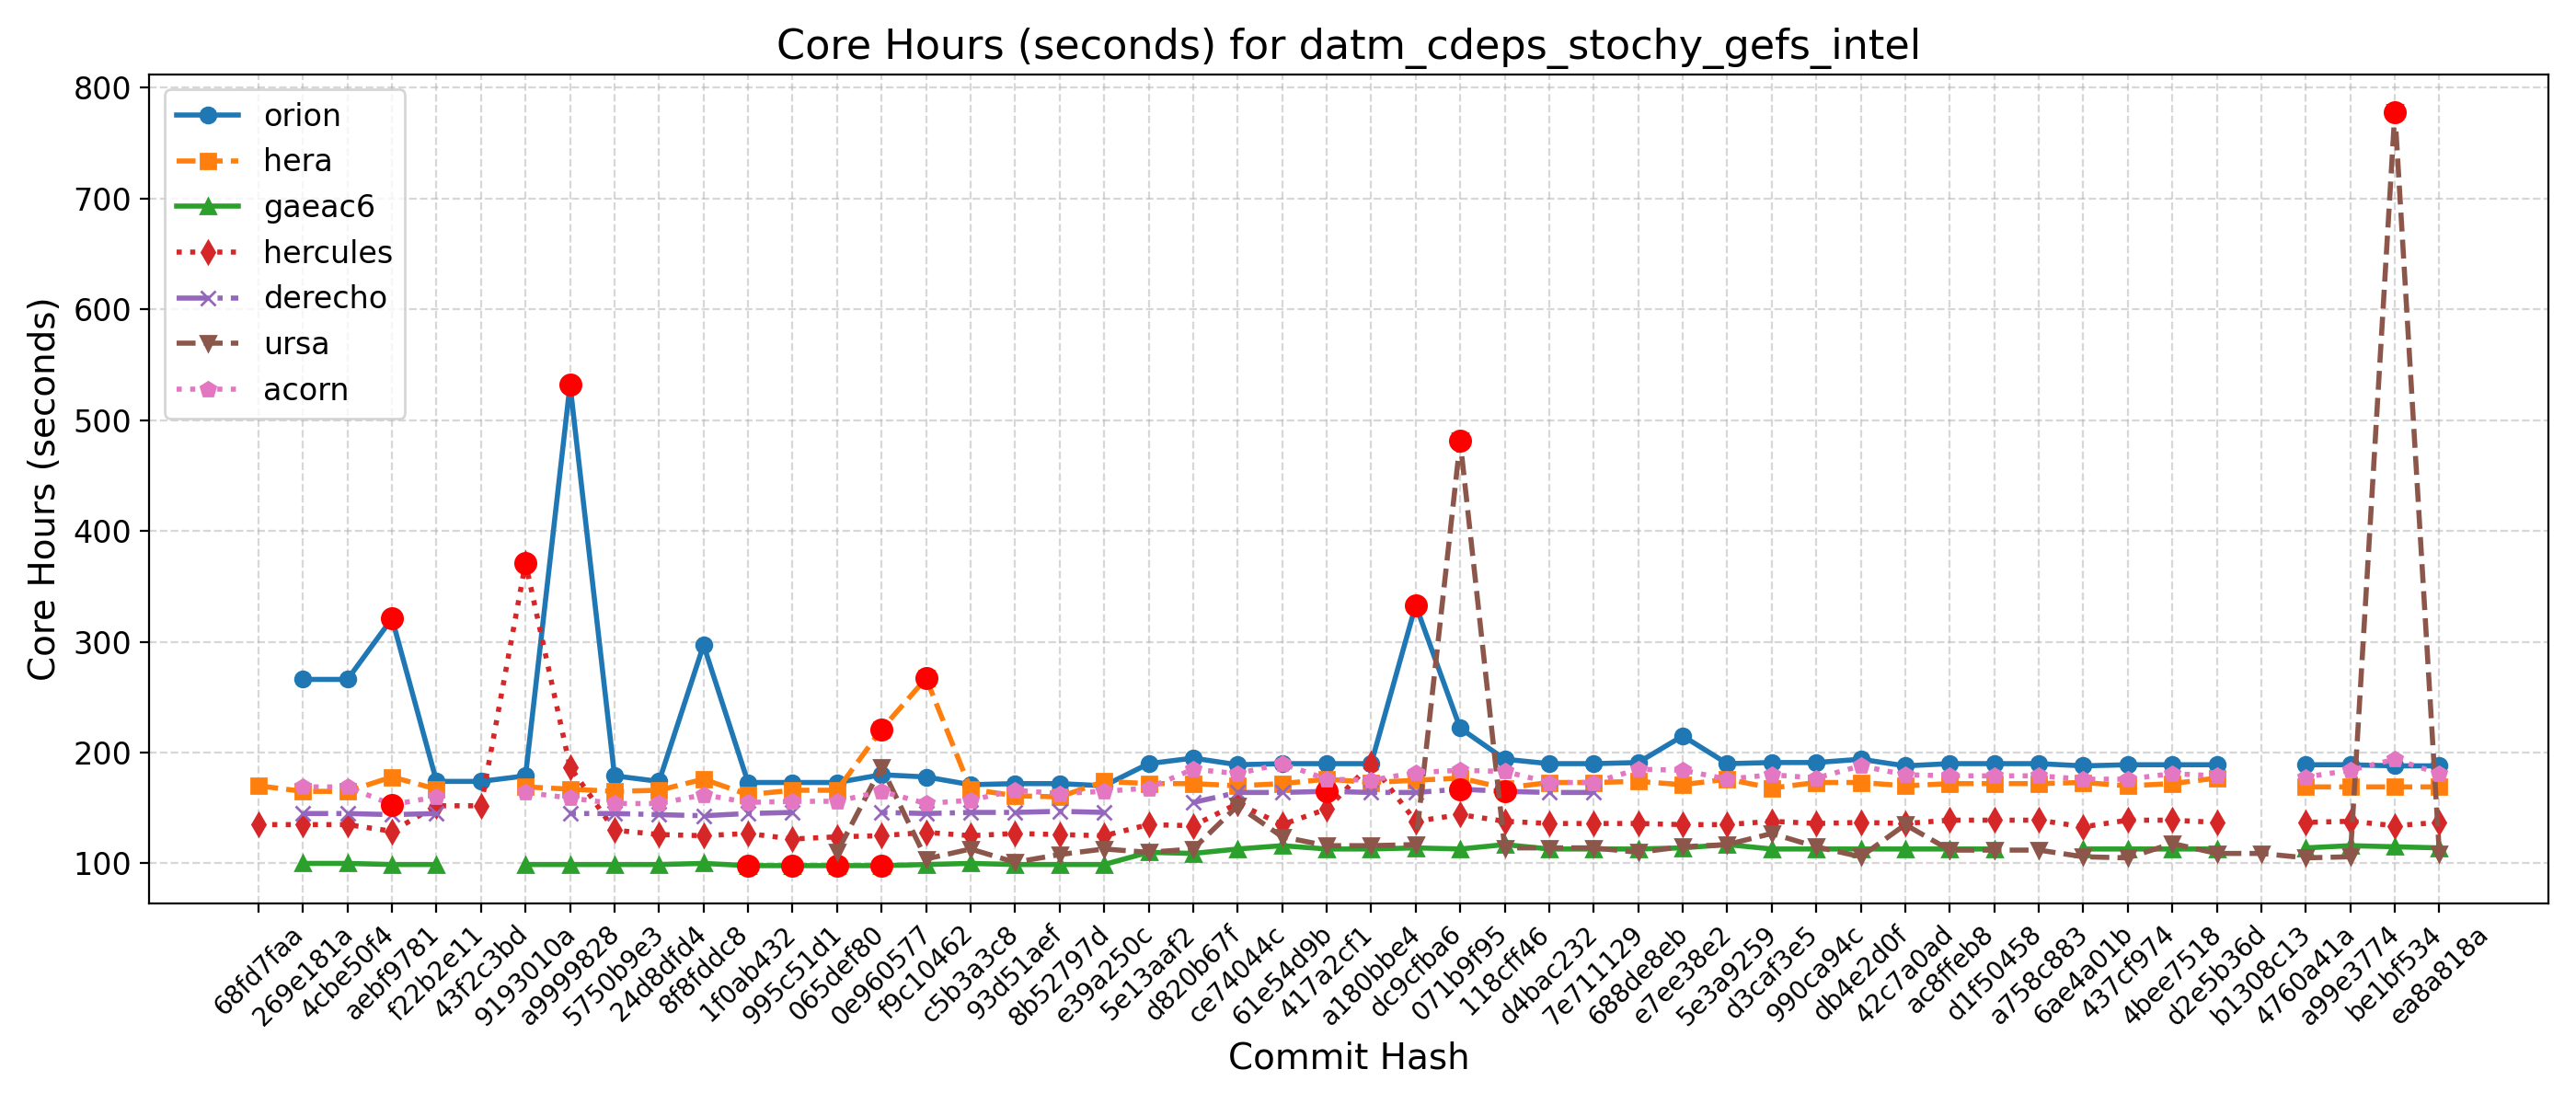 Core Hours (seconds) for datm_cdeps_stochy_gefs_intel
Core Hours (seconds)
800
700
600
500
400
300
200
100
orion
hera
gaeac6
hercules
derecho
ursa
acorn
68fd7faa
269e181a
4cbe50f4
aebf9781
f22b2e11
43f2c3bd
9193010a
a9999828
5750b9e3
24d8dfd4
8f8fddc8
1f0ab432
995c51d1
065def80
0e960577
f9c10462
c5b3a3c8
93d51aef
8b52797d
e39a250c
5e13aaf2
d820b67f
ce74044c
61e54d9b
417a2cf1
a180bbe4
dc9cfba6
071b9f95
118cff46
d4bac232
7e711129
688de8eb
e7ee38e2
5e3a9259
d3caf3e5
990ca94c
db4e2d0f
42c7a0ad
ac8ffeb8
d1f50458
a758c883
6ae4a01b
437cf974
4bee7518
d2e5b36d
b1308c13
4760a41a
a99e3774
be1bf534
ea8a818a
Commit Hash